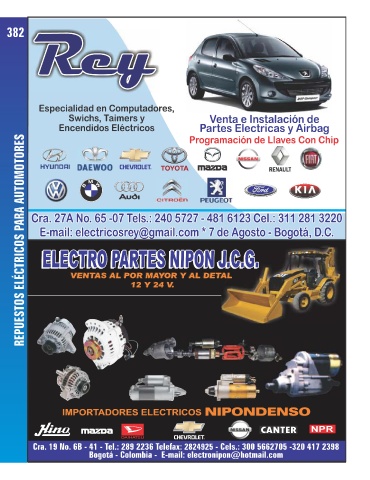 382
REPUESTOS ELÉCTRICOS PARA AUTOMOTORES
Rey
Especialidad en Computadores,
Swichs, Taimers y
Encendidos Eléctricos
Venta e Instalación de
Partes Electricas y Airbag
Programación de Llaves Con Chip
HYUNDAI DAEWOO CHEVROLET TOYOTA mazda NISSAN RENAULT FIAT
BMW Audi CITROËN PEUGEOT Ford KIA
Cra. 27A No. 65 -07 Tels.: 240 5727 - 481 6123 Cel.: 311 281 3220
E-mail: electricosrey@gmail.com * 7 de Agosto - Bogotá, D.C.
ELECTRO PARTES NIPON J.C.G.
VENTAS AL POR MAYOR Y AL DETAL
12 Y 24 V.
IMPORTADORES ELECTRICOS NIPONDENSO
Hino mazda DAIHATSU CHEVROLET NISSAN CANTER NPR
Cra. 19 No. 6B - 41 - Tel.: 289 2236 Telefax: 2824925 - Cels.: 300 5662705 -320 417 2398
Bogotá - Colombia - E-mail: electronipon@hotmail.com